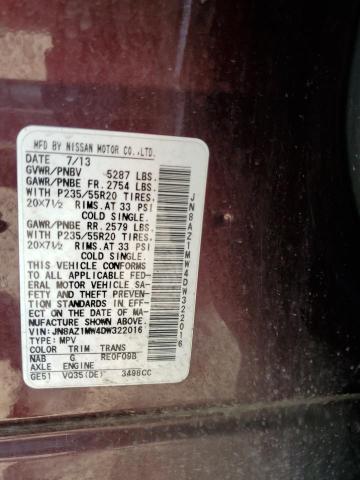 MFD BY NISSAN MOTOR CO.,LTD.
DATE 7/13
GVWR/PNBV 5287 LBS.
GAWR/PNBE FR. 2754 LBS.
WITH P235/55R20 TIRES.
20X7½ RIMS.AT 33 PSI
COLD SINGLE.
GAWR/PNBE RR. 2579 LBS.
WITH P235/55R20 TIRES.
20X7½ RIMS.AT 33 PSI
COLD SINGLE.
THIS VEHICLE CONFORMS
TO ALL APPLICABLE FED-
ERAL MOTOR VEHICLE SA-
FETY AND THEFT PREVEN-
TION STANDARDS IN EFF-
ECT ON THE DATE OF MA-
NUFACTURE SHOWN ABOVE.
VIN:JN8AZ1MW4DW322016
TYPE:MPV
COLOR TRIM TRANS
NAB G RE0F09B
AXLE ENGINE
GE51 VQ35(DE) 3498CC
JN8AZ1MW4DW322016